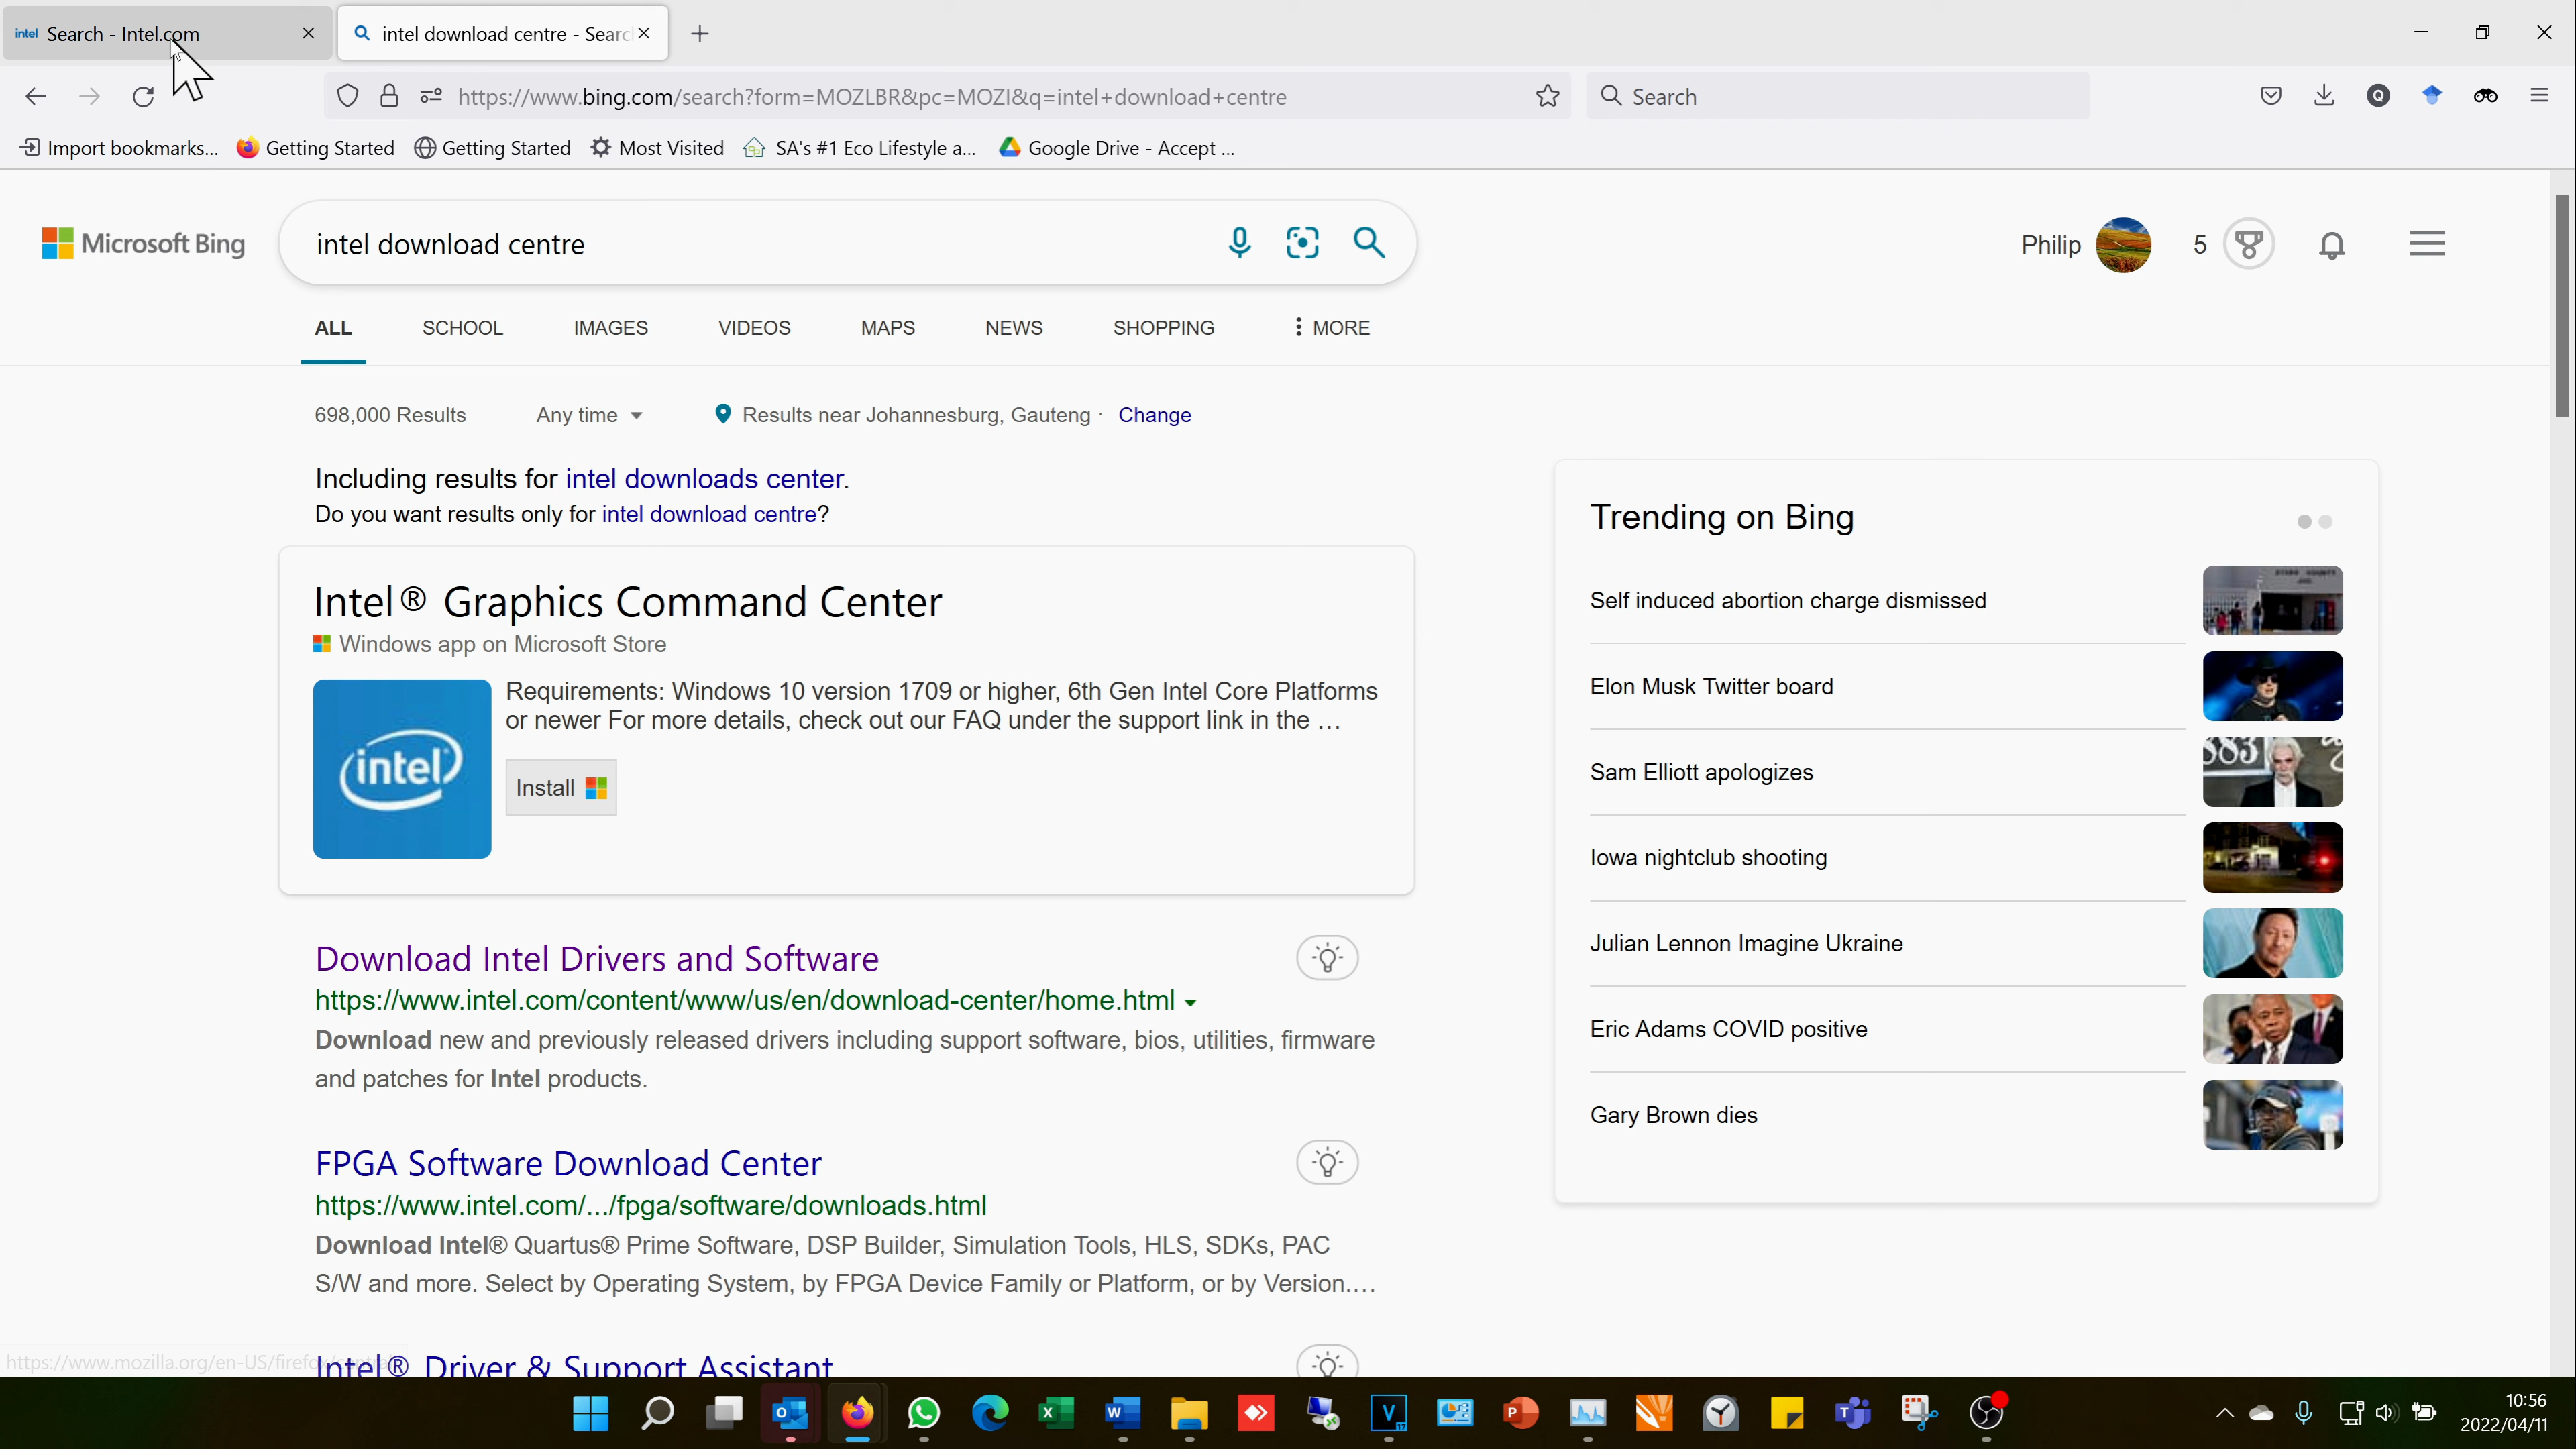 intel Search - Intel.com
intel download centre - Searc
https://www.bing.com/search?form=MOZLBR&pc=MOZI&q=intel+download+centre
Search
Q
Import bookmarks...
Getting Started
Getting Started
Most Visited
SA's #1 Eco Lifestyle a...
Google Drive - Accept ...
Microsoft Bing
intel download centre
Philip
5
ALL
SCHOOL
IMAGES
VIDEOS
MAPS
NEWS
SHOPPING
MORE
698,000 Results
Any time
Results near Johannesburg, Gauteng · Change
Including results for intel downloads center.
Do you want results only for intel download centre?
Intel® Graphics Command Center
Windows app on Microsoft Store
intel
Requirements: Windows 10 version 1709 or higher, 6th Gen Intel Core Platforms
or newer For more details, check out our FAQ under the support link in the ...
Install
Download Intel Drivers and Software
https://www.intel.com/content/www/us/en/download-center/home.html
Download new and previously released drivers including support software, bios, utilities, firmware
and patches for Intel products.
FPGA Software Download Center
https://www.intel.com/.../fpga/software/downloads.html
Download Intel® Quartus® Prime Software, DSP Builder, Simulation Tools, HLS, SDKs, PAC
S/W and more. Select by Operating System, by FPGA Device Family or Platform, or by Version....
Intel® Driver & Support Assistant
Trending on Bing
Self induced abortion charge dismissed
Elon Musk Twitter board
Sam Elliott apologizes
Iowa nightclub shooting
Julian Lennon Imagine Ukraine
Eric Adams COVID positive
Gary Brown dies
10:56
2022/04/11